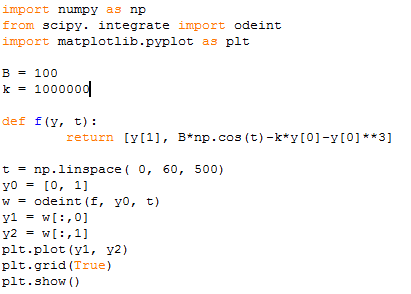 import numpy as np
from scipy. integrate import odeint
import matplotlib.pyplot as plt
B = 100
k = 1000000
def f(y, t):
return [y[1], B*np.cos(t)-k*y[0]-y[0]**3]
t = np.linspace( 0, 60, 500)
y0 = [0, 1]
w = odeint(f, y0, t)
y1 = w[:,0]
y2 = w[:,1]
plt.plot(y1, y2)
plt.grid(True)
plt.show()